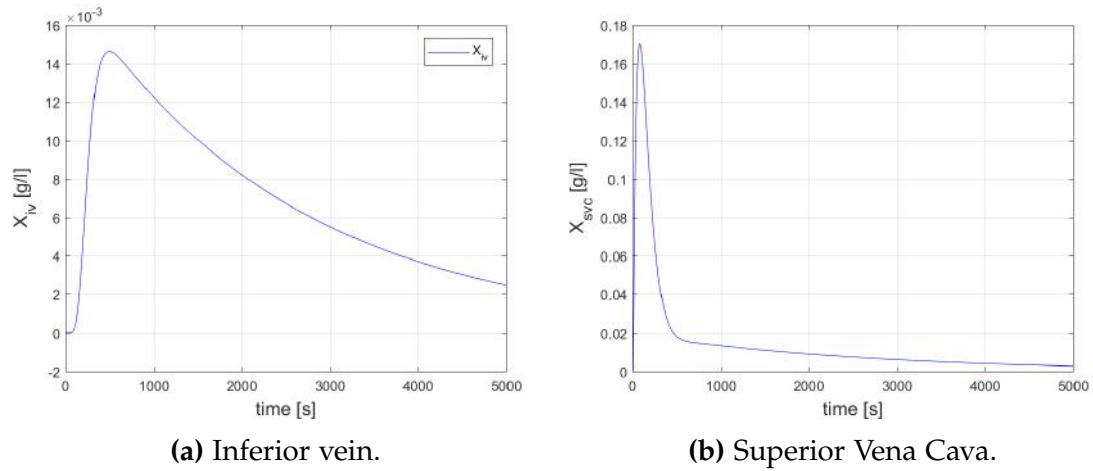 ×10⁻³
16
14
12
10
8
6
4
2
0
-2
X_iv [g/l]
X_iv
0 1000 2000 3000 4000 5000
time [s]
(a) Inferior vein.
0.18
0.16
0.14
0.12
0.1
0.08
0.06
0.04
0.02
0
X_svc [g/l]
0 1000 2000 3000 4000 5000
time [s]
(b) Superior Vena Cava.